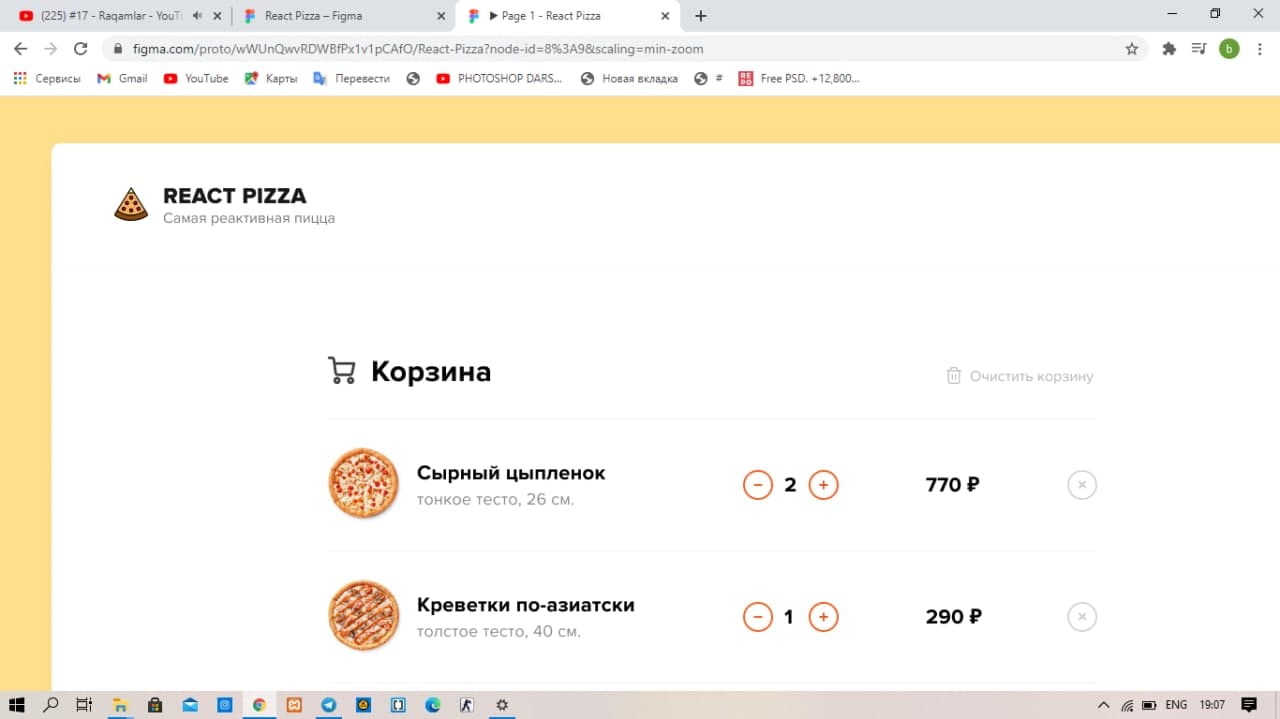 (225) #17 - Raqamlar - YouT
React Pizza – Figma
▶ Page 1 - React Pizza
figma.com/proto/wWUnQwvRDWBfPx1v1pCAfO/React-Pizza?node-id=8%3A9&scaling=min-zoom
b
Сервисы
Gmail
YouTube
Карты
Перевести
PHOTOSHOP DARS...
Новая вкладка
#
REPO
Free PSD. +12,800...
REACT PIZZA
Самая реактивная пицца
Корзина
Очистить корзину
Сырный цыпленок
тонкое тесто, 26 см.
2
770 ₽
Креветки по-азиатски
толстое тесто, 40 см.
1
290 ₽
ENG
19:07